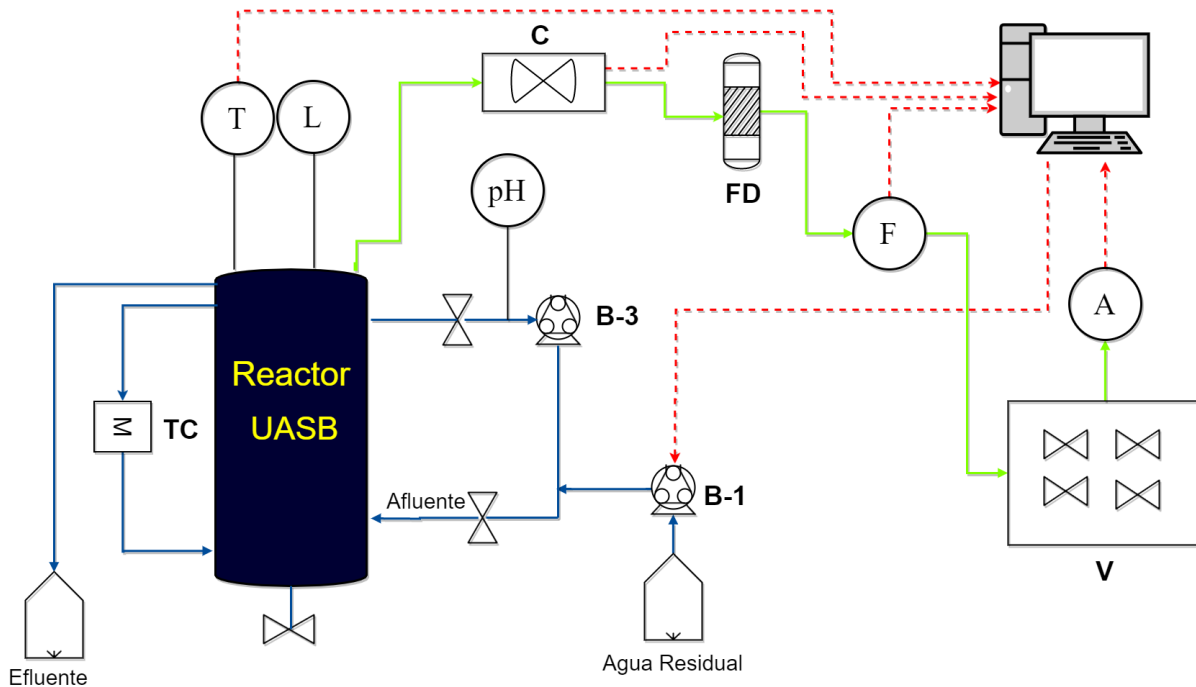 C
T
L
pH
FD
F
A
B-3
Reactor
UASB
M
TC
Afluente
B-1
V
Efluente
Agua Residual